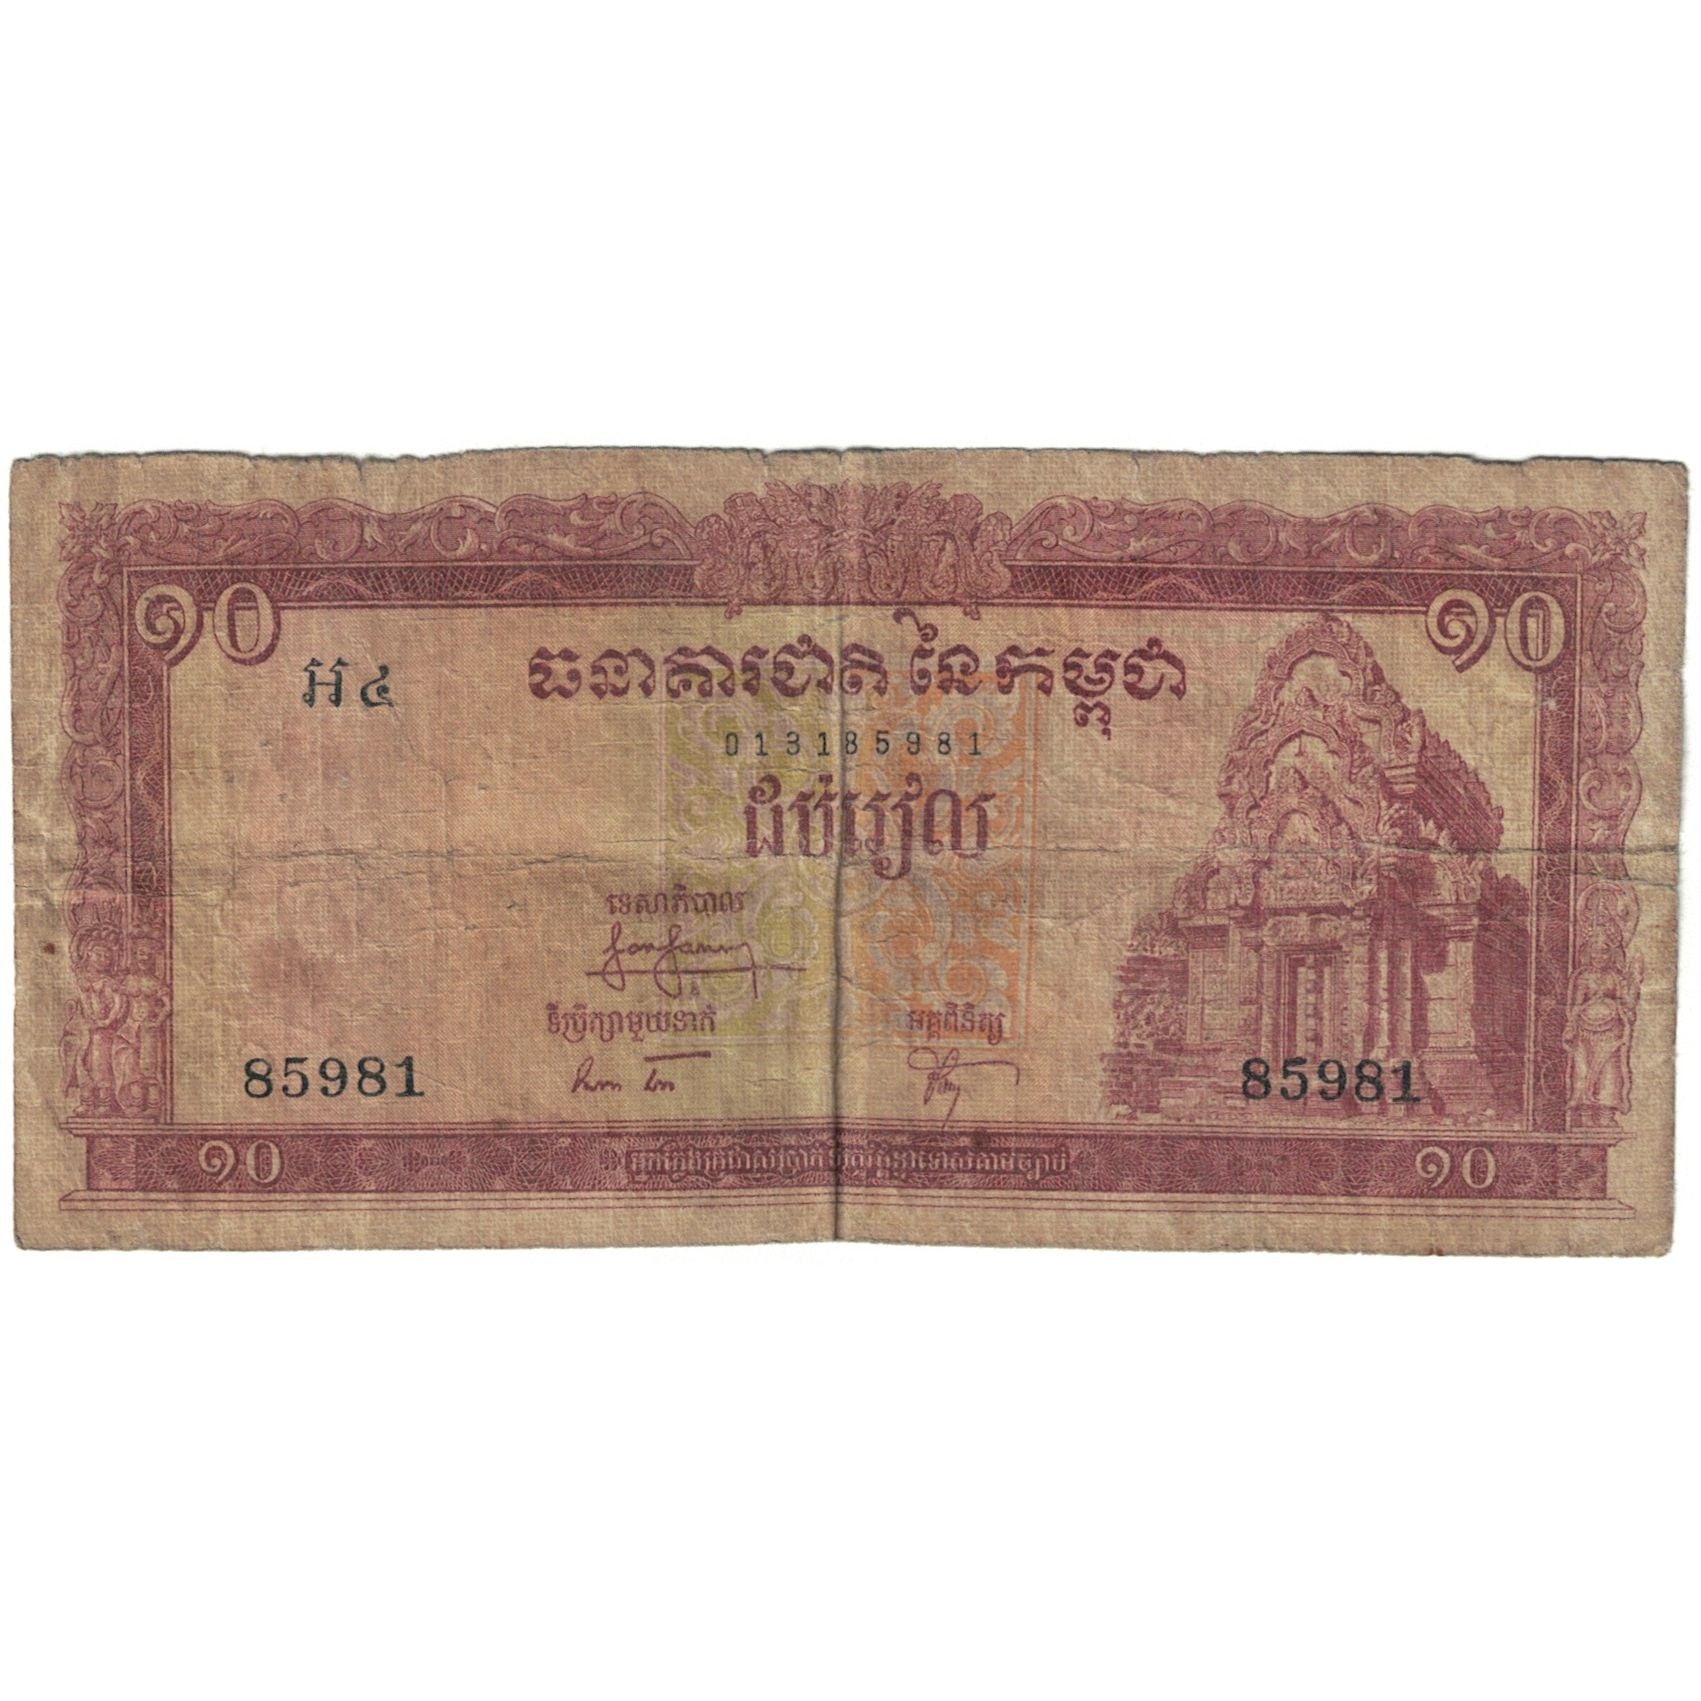 ១០ ១០
អ ៤
ធនាគារជាតិ នៃ កម្ពុជា
013185981
ដប់រៀល
ទេសាភិបាល
ទីប្រឹក្សាមួយនាក់ អគ្គពិនិត្យ
85981 85981
១០ ១០